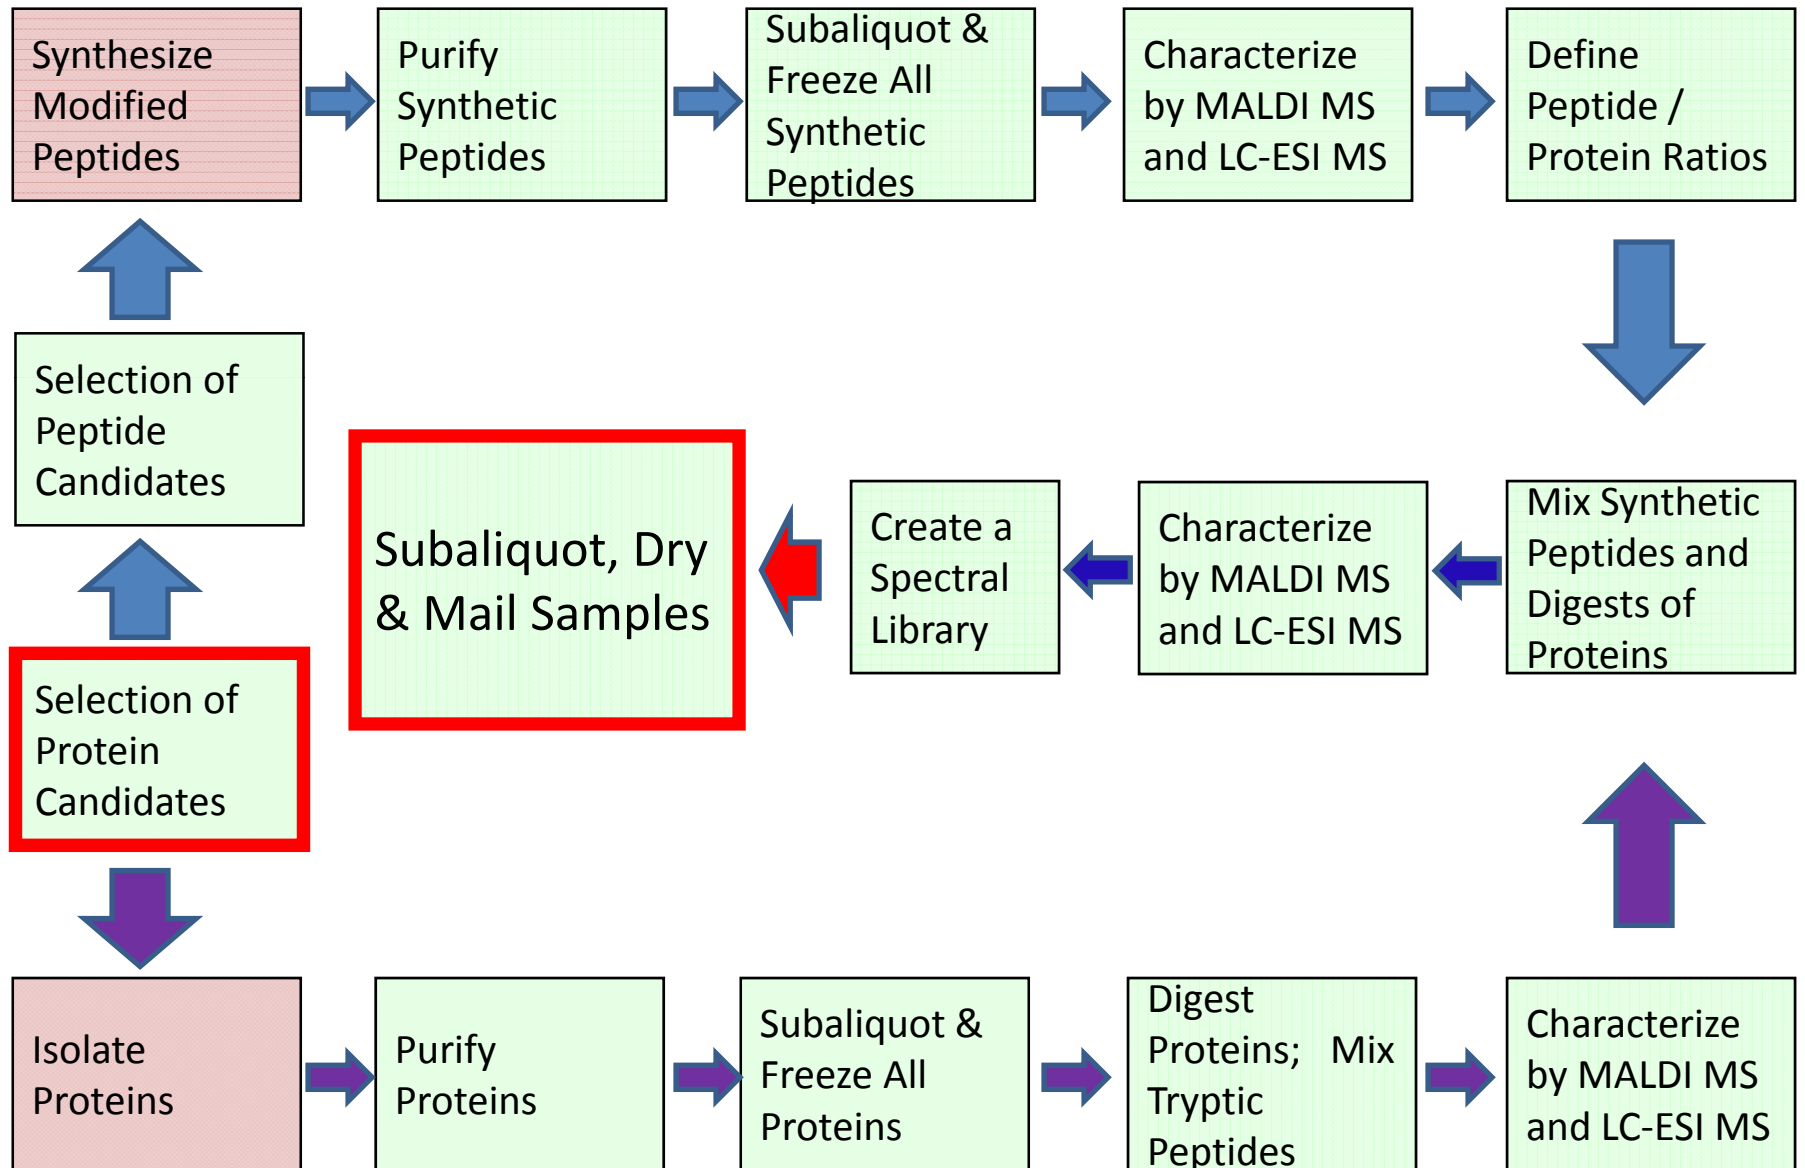 Synthesize
Modified
Peptides
Purify
Synthetic
Peptides
Subaliquot &
Freeze All
Synthetic
Peptides
Characterize
by MALDI MS
and LC-ESI MS
Define
Peptide /
Protein Ratios
Selection of
Peptide
Candidates
Subaliquot, Dry
& Mail Samples
Create a
Spectral
Library
Characterize
by MALDI MS
and LC-ESI MS
Mix Synthetic
Peptides and
Digests of
Proteins
Selection of
Protein
Candidates
Isolate
Proteins
Purify
Proteins
Subaliquot &
Freeze All
Proteins
Digest
Proteins; Mix
Tryptic
Peptides
Characterize
by MALDI MS
and LC-ESI MS